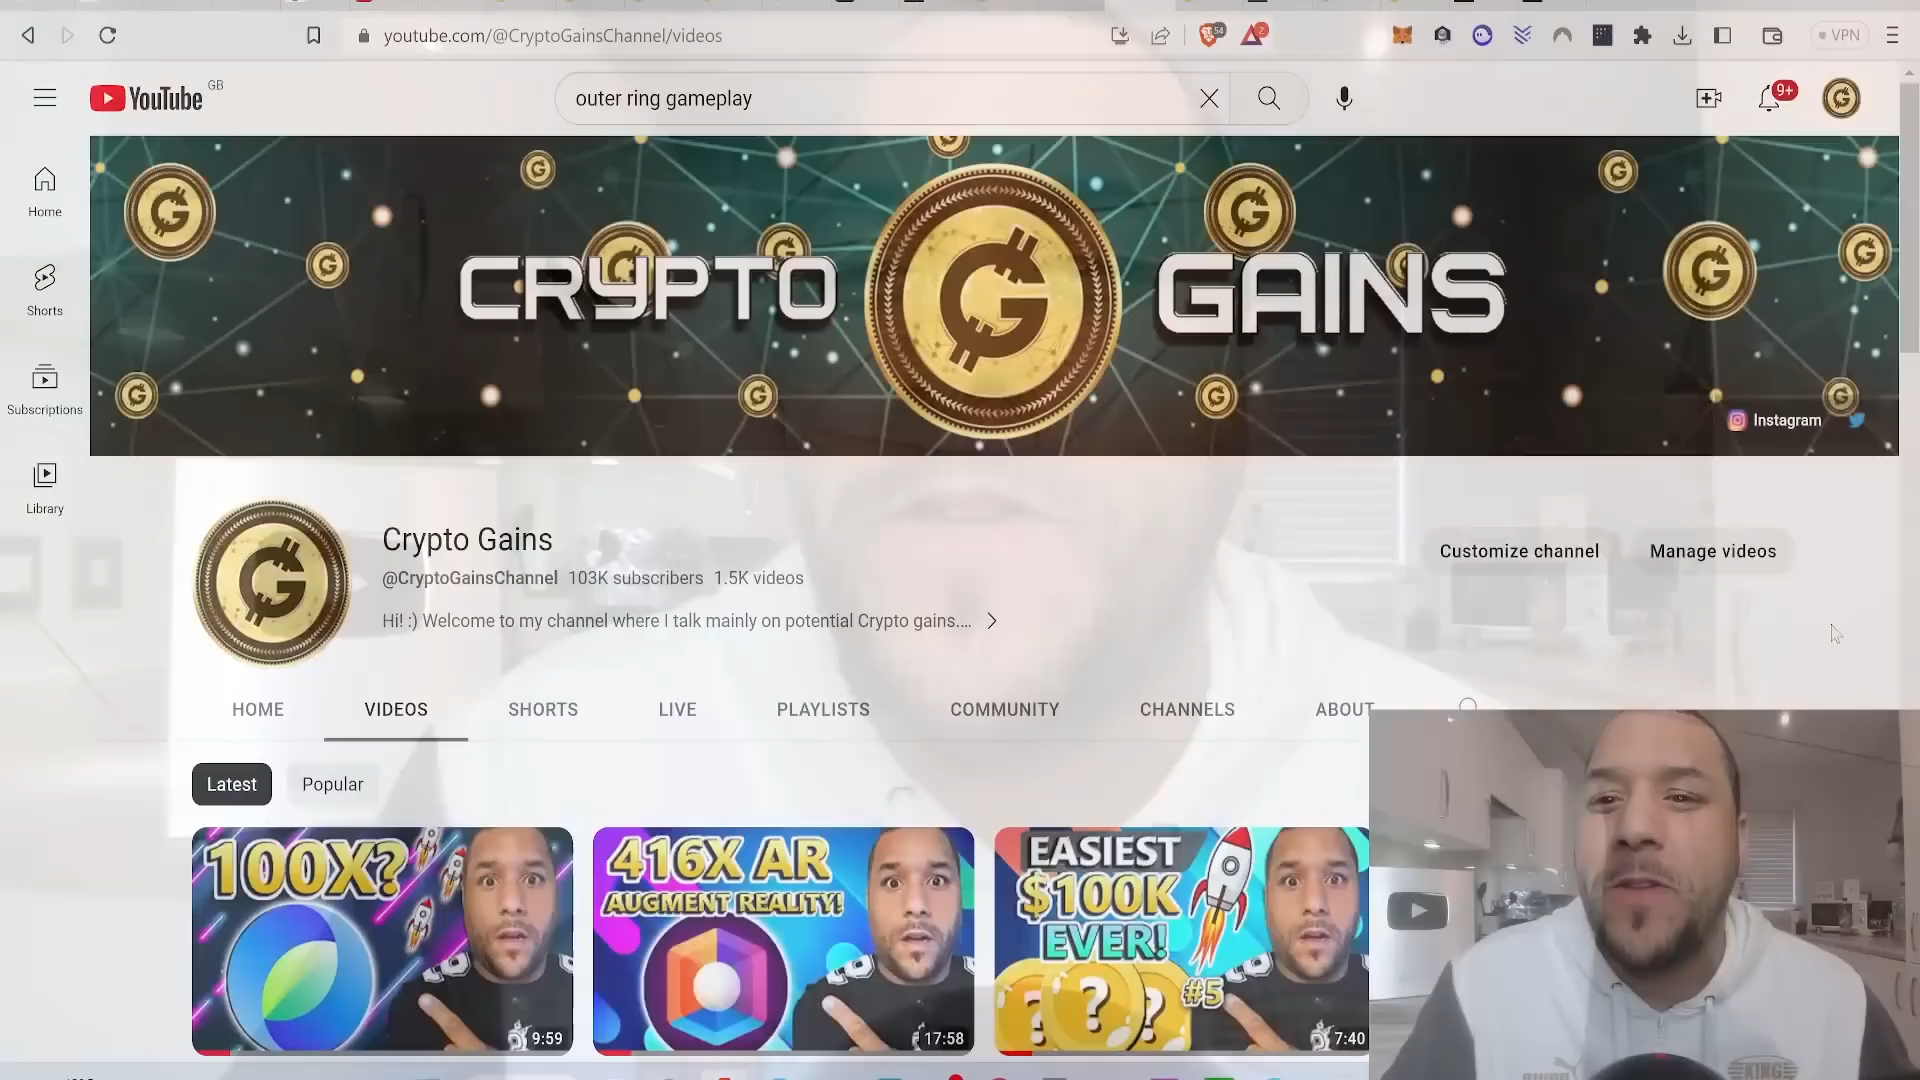 youtube.com/@CryptoGainsChannel/videos
54
2
VPN
YouTube GB
outer ring gameplay
9+
Home
Shorts
Subscriptions
Library
CRYPTO G GAINS
Instagram
Crypto Gains
@CryptoGainsChannel 103K subscribers 1.5K videos
Hi! :) Welcome to my channel where I talk mainly on potential Crypto gains....
Customize channel
Manage videos
HOME VIDEOS SHORTS LIVE PLAYLISTS COMMUNITY CHANNELS ABOUT
Latest Popular
100X?
9:59
416X AR
AUGMENT REALITY!
17:58
EASIEST
$100K
EVER!
#5
? ? ?
7:40
KING